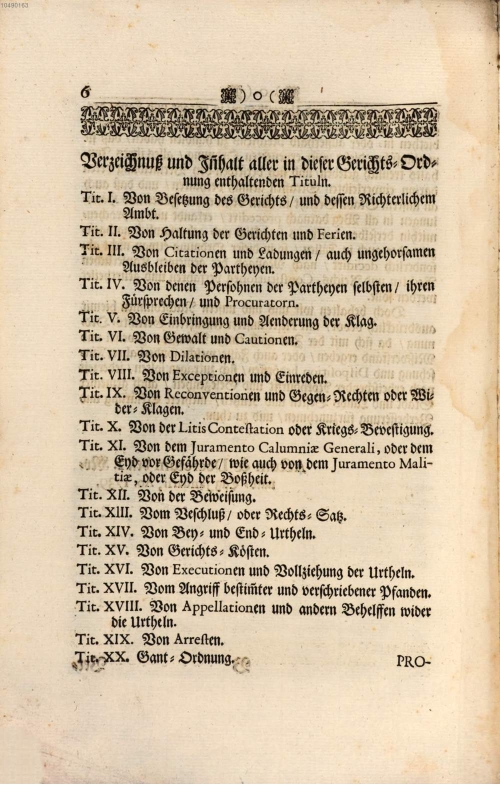 10490163
6 ) o (
Verzeichnuß und Jñhalt aller in dieser Gerichts-Ord-
nung enthaltenden Tituln.
Tit. I. Von Besetzung des Gerichts / und dessen Richterlichem
Ambt.
Tit. II. Von Haltung der Gerichten und Ferien.
Tit. III. Von Citationen und Ladungen / auch ungehorsamen
Ausbleiben der Partheyen.
Tit. IV. Von denen Persohnen der Partheyen selbsten / ihren
Fürsprechen / und Procuratorn.
Tit. V. Von Einbringung und Aenderung der Klag.
Tit. VI. Von Gewalt und Cautionen.
Tit. VII. Von Dilationen.
Tit. VIII. Von Exceptionen und Einreden.
Tit. IX. Von Reconventionen und Gegen-Rechten oder Wi-
der-Klagen.
Tit. X. Von der Litis Contestation oder Kriegs-Bevestigung.
Tit. XI. Von dem Juramento Calumniæ Generali, oder dem
Eyd vor Gefährde / wie auch von dem Juramento Mali-
tiæ, oder Eyd der Boßheit.
Tit. XII. Von der Beweisung.
Tit. XIII. Vom Beschluß / oder Rechts-Satz.
Tit. XIV. Von Bey- und End-Urtheln.
Tit. XV. Von Gerichts-Kösten.
Tit. XVI. Von Executionen und Vollziehung der Urtheln.
Tit. XVII. Vom Angriff bestim̃ter und verschriebener Pfanden.
Tit. XVIII. Von Appellationen und andern Behelffen wider
die Urtheln.
Tit. XIX. Von Arresten.
Tit. XX. Gant-Ordnung.
PRO-